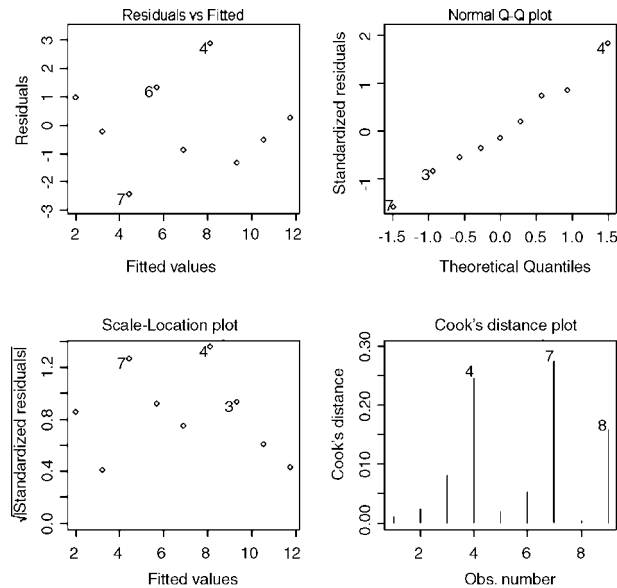 Residuals vs Fitted
Residuals
3
2
1
0
-1
-2
-3
4
6
7
2 4 6 8 10 12
Fitted values
Normal Q-Q plot
Standardized residuals
2
1
0
-1
4
3
7
-1.5 -1.0 -0.5 0.0 0.5 1.0 1.5
Theoretical Quantiles
Scale-Location plot
√|Standardized residuals|
1.2
0.8
0.4
0.0
7
4
3
2 4 6 8 10 12
Fitted values
Cook's distance plot
Cook's distance
0.30
0.20
0.10
0.00
4
7
8
2 4 6 8
Obs. number